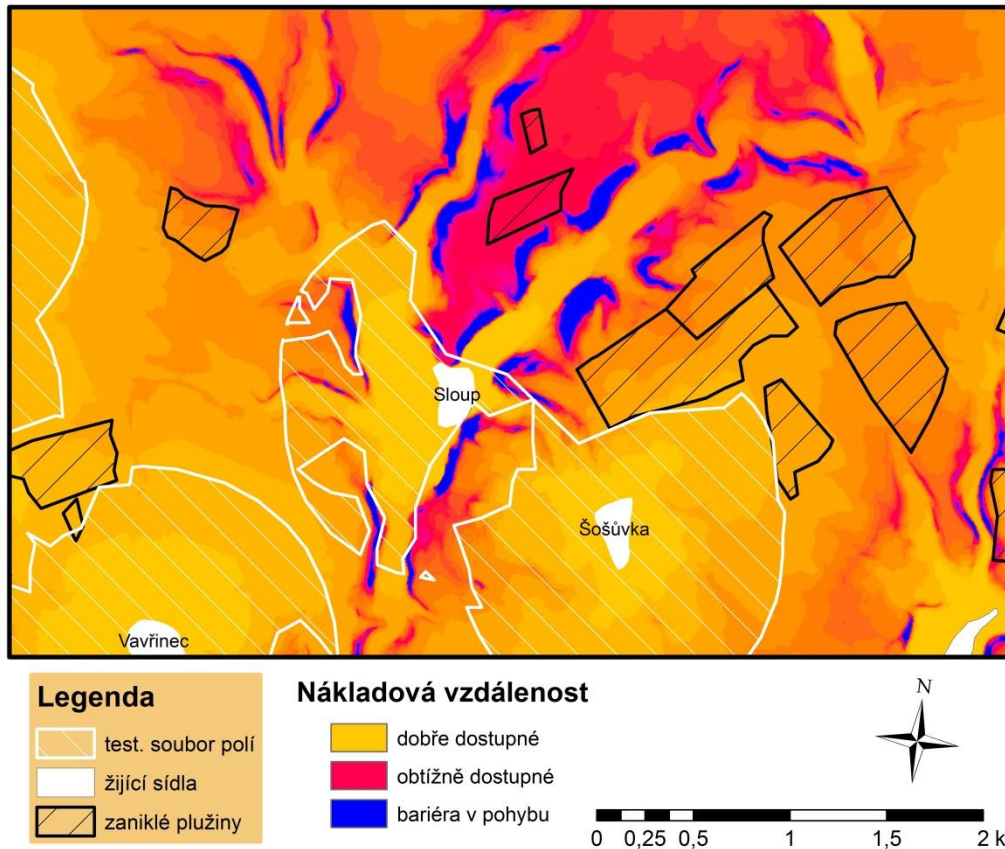 Sloup
Šošůvka
Vavřinec
Legenda
test. soubor polí
žijící sídla
zaniklé plužiny
Nákladová vzdálenost
dobře dostupné
obtížně dostupné
bariéra v pohybu
N
0 0,25 0,5 1 1,5 2 k